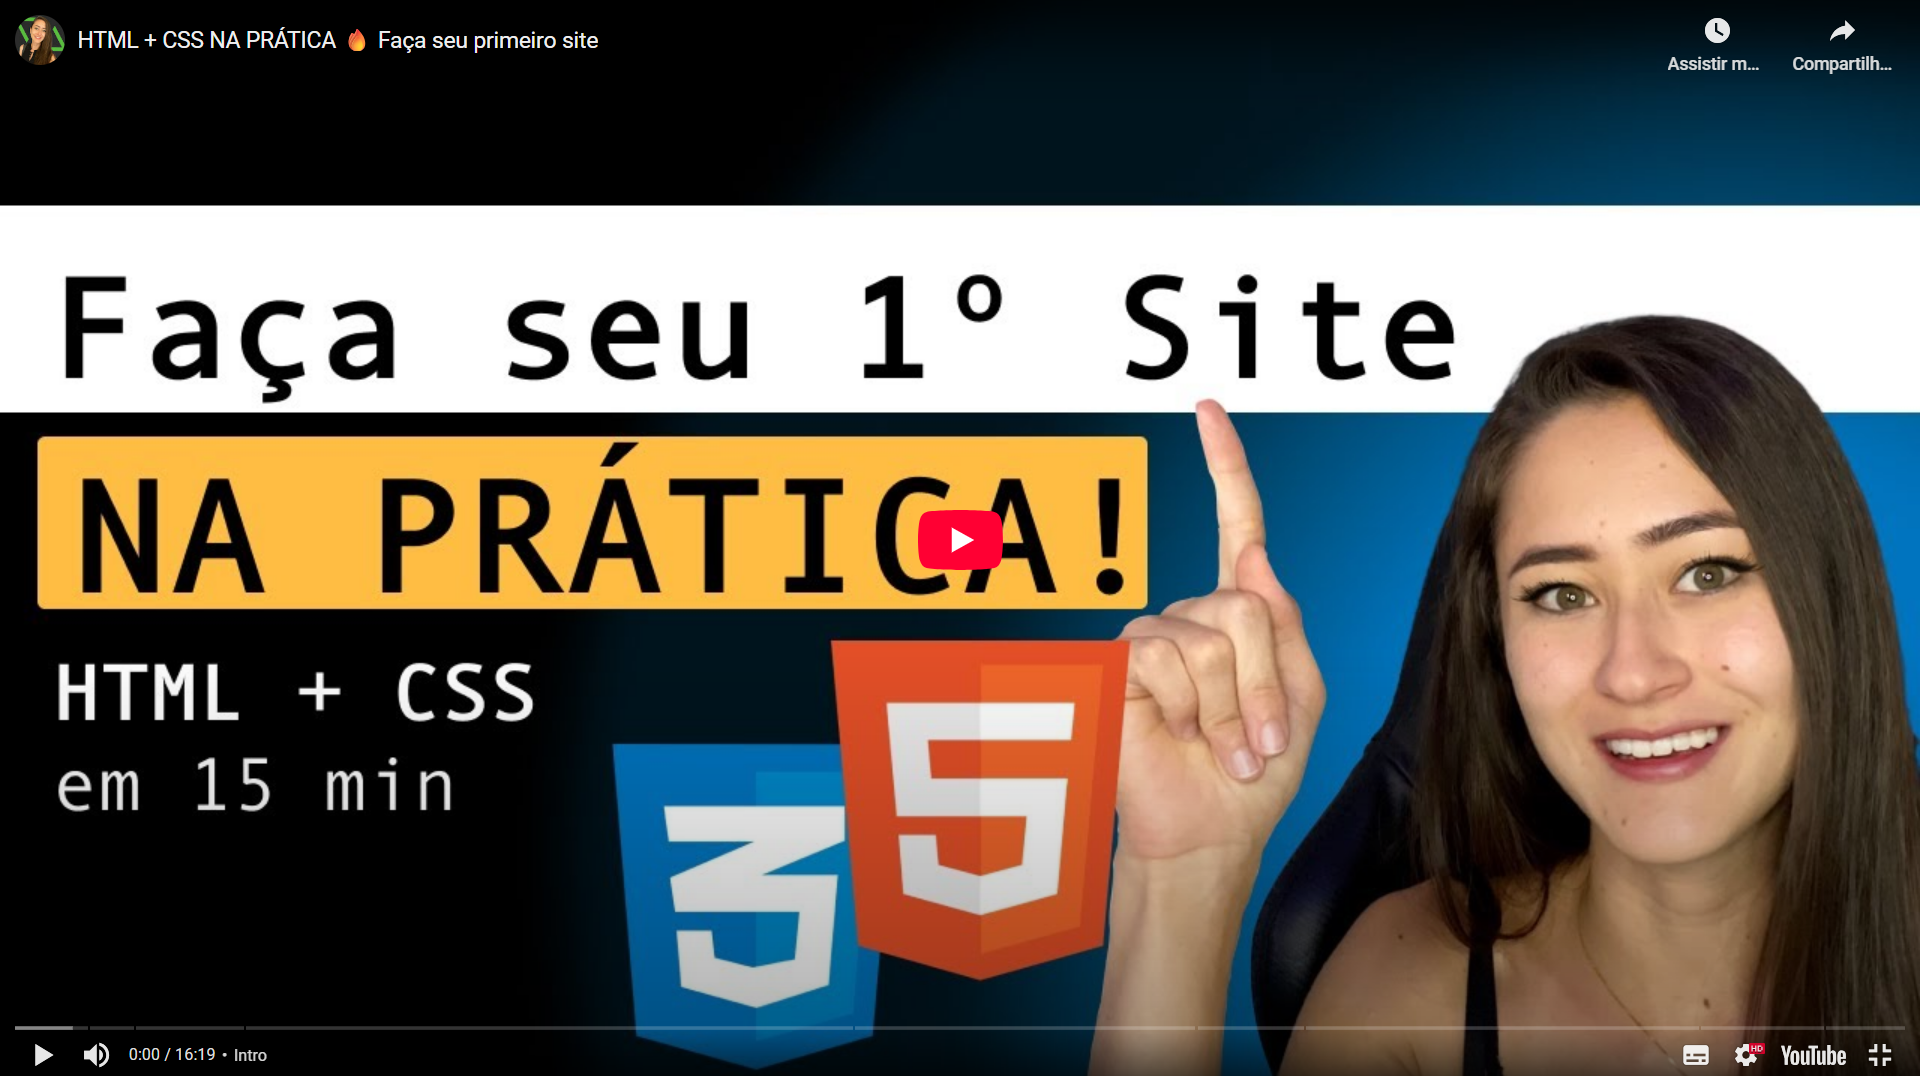 HTML + CSS NA PRÁTICA 🔥 Faça seu primeiro site
Assistir m...
Compartilh...
Faça seu 1º Site
NA PRÁTICA!
HTML + CSS
em 15 min
3
5
0:00 / 16:19 • Intro
HD
YouTube